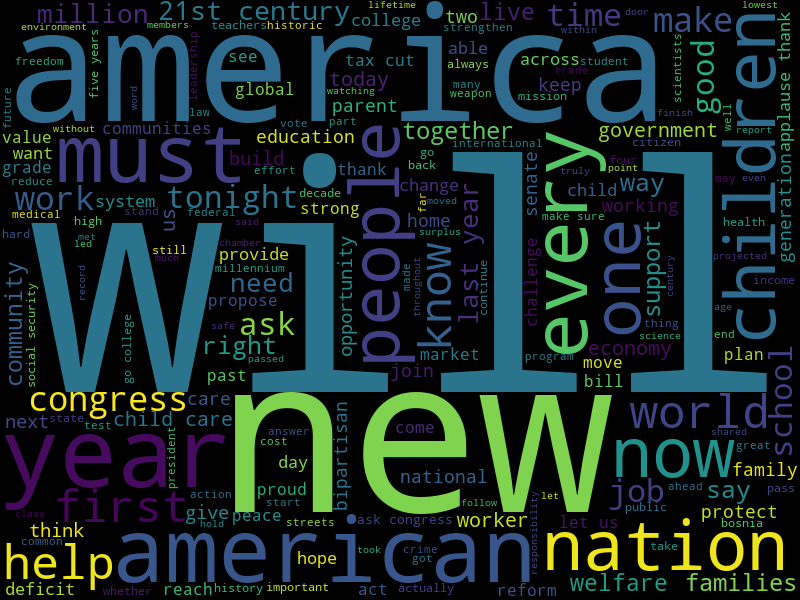 million
21st century
live
time
make
children
environment
members
teachers
historic
college
two
lifetime
strengthen
door
within
lowest
america
freedom
five years
leadership
see
tax cut
able
always
across
student
keep
scientists
good
well
applause thank
global
today
parent
many
weapon
watching
mission
trade
future
word
law
vote
part
finish
report
value
without
communities
must
education
together
government
want
build
people
go
back
international
every
citizen
generation
grade
reduce
effort
thank
change
truly
four
point
may
even
work
system
tonight
decade
strong
home
far
moved
senate
child
way
medical
stand
us
federal
make sure
working
health
hard
high
said
surplus
will
met
led
chamber
still
much
provide
opportunity
made
throughout
know
last year
continue
challenge
one
support
century
projected
community
social security
record
millennium
need
propose
safe
ask
thing
science
age
income
go college
right
passed
market
program
economy
end
plan
past
join
move
bill
school
congress
care
new
world
next
state
test
child care
bipartisan
come
shared
great
year
president
cost
answer
day
national
now
family
first
class
action
proud
start
job
say
ahead
pass
give
peace
hold
streets
ask congress
follow
let
worker
responsibility
let us
public
protect
think
common
american
hope
took
crime
got
nation
bosnia
take
help
deficit
whether
reach
history
important
act
actually
reform
welfare
families